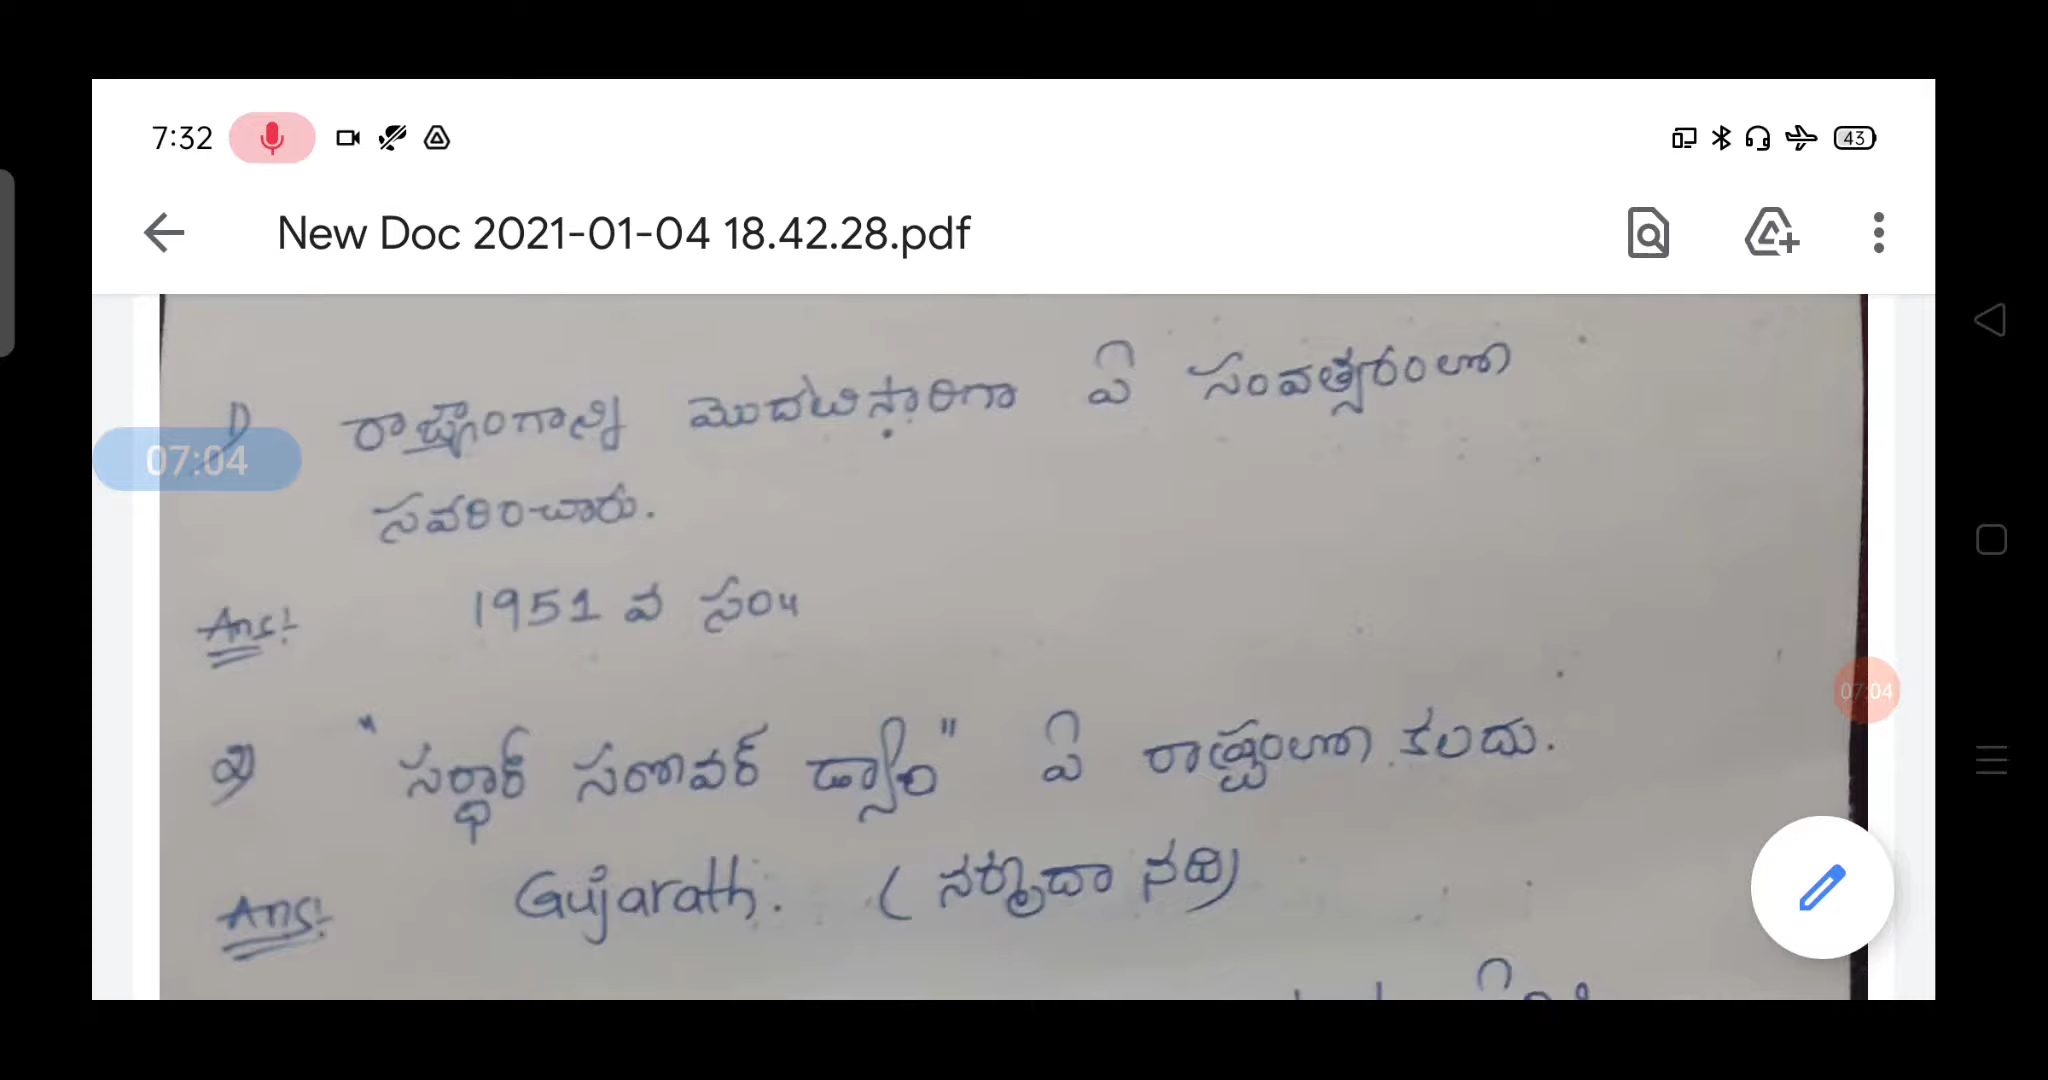 7:32
43
New Doc 2021-01-04 18.42.28.pdf
1) రాజ్యాంగాన్ని మొదటిసారిగా ఏ సంవత్సరంలో
07:04
సవరించారు.
Ans: 1951 వ సం॥
07:04
2) "సర్ధార్ సరోవర్ డ్యాం" ఏ రాష్ట్రంలో కలదు.
Ans: Gujarath. (నర్మదా నది)